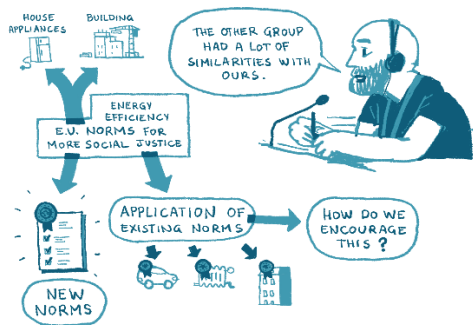 HOUSE
APPLIANCES
BUILDING
THE OTHER GROUP
HAD A LOT OF
SIMILARITIES WITH
OURS.
ENERGY
EFFICIENCY
E.U. NORMS FOR
MORE SOCIAL JUSTICE
APPLICATION OF
EXISTING NORMS
HOW DO WE
ENCOURAGE
THIS ?
NEW
NORMS